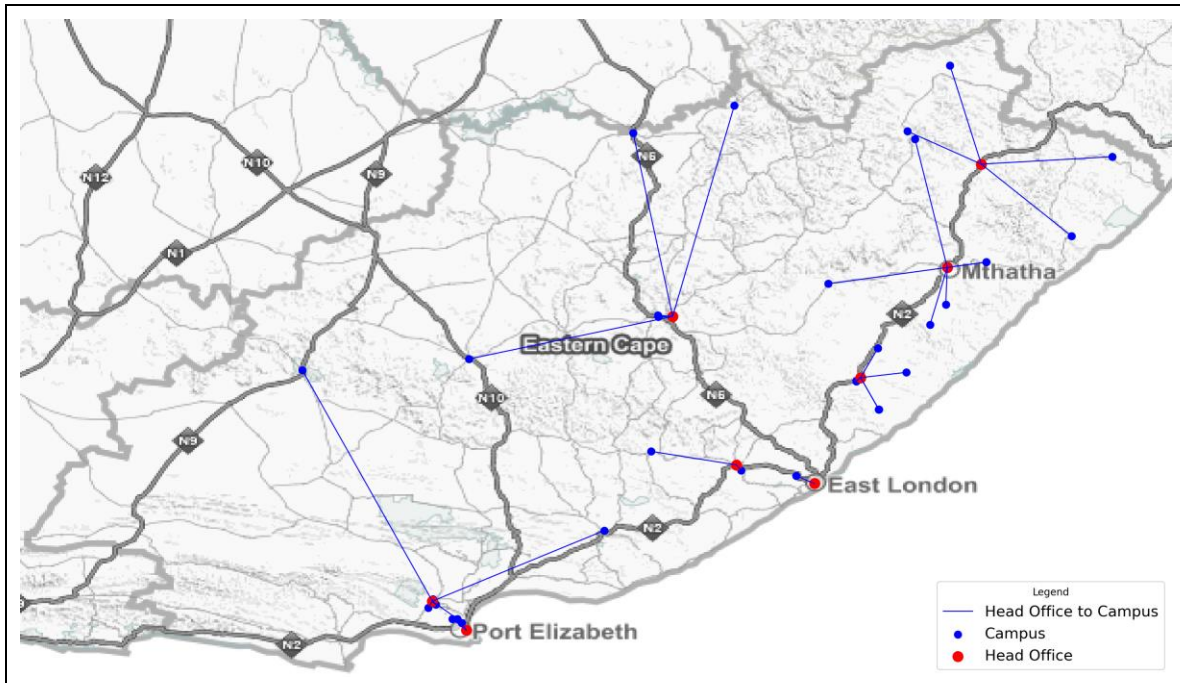 N6
N10
N9
N12
N1
Mthatha
N2
Eastern Cape
N10
N6
N9
East London
N2
Port Elizabeth
N2
Legend
Head Office to Campus
Campus
Head Office